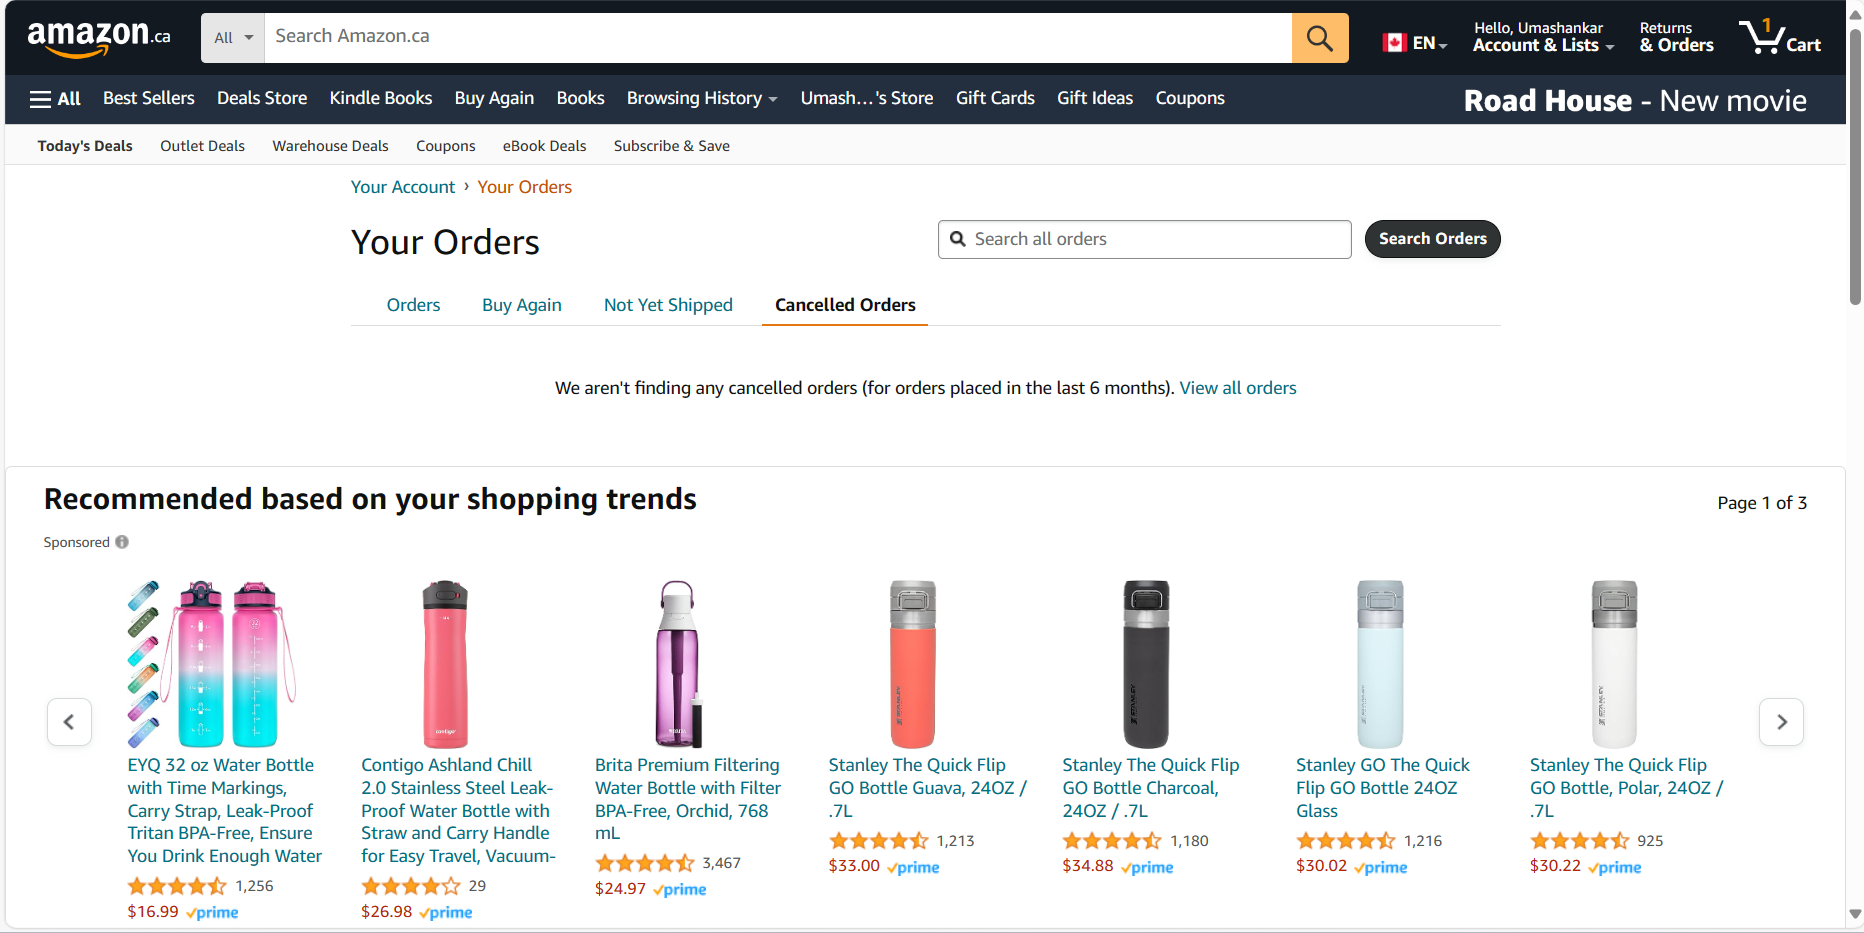 amazon.ca
All
Search Amazon.ca
EN
Hello, Umashankar
Account & Lists
Returns
& Orders
1
Cart
All
Best Sellers
Deals Store
Kindle Books
Buy Again
Books
Browsing History
Umash...'s Store
Gift Cards
Gift Ideas
Coupons
Road House - New movie
Today's Deals
Outlet Deals
Warehouse Deals
Coupons
eBook Deals
Subscribe & Save
Your Account › Your Orders
Your Orders
Search all orders
Search Orders
Orders
Buy Again
Not Yet Shipped
Cancelled Orders
We aren't finding any cancelled orders (for orders placed in the last 6 months). View all orders
Recommended based on your shopping trends
Page 1 of 3
Sponsored
EYQ 32 oz Water Bottle
with Time Markings,
Carry Strap, Leak-Proof
Tritan BPA-Free, Ensure
You Drink Enough Water
1,256
$16.99 prime
contigo
Contigo Ashland Chill
2.0 Stainless Steel Leak-
Proof Water Bottle with
Straw and Carry Handle
for Easy Travel, Vacuum-
29
$26.98 prime
Brita Premium Filtering
Water Bottle with Filter
BPA-Free, Orchid, 768
mL
3,467
$24.97 prime
STANLEY
Stanley The Quick Flip
GO Bottle Guava, 24OZ /
.7L
1,213
$33.00 prime
STANLEY
Stanley The Quick Flip
GO Bottle Charcoal,
24OZ / .7L
1,180
$34.88 prime
STANLEY
Stanley GO The Quick
Flip GO Bottle 24OZ
Glass
1,216
$30.02 prime
STANLEY
Stanley The Quick Flip
GO Bottle, Polar, 24OZ /
.7L
925
$30.22 prime